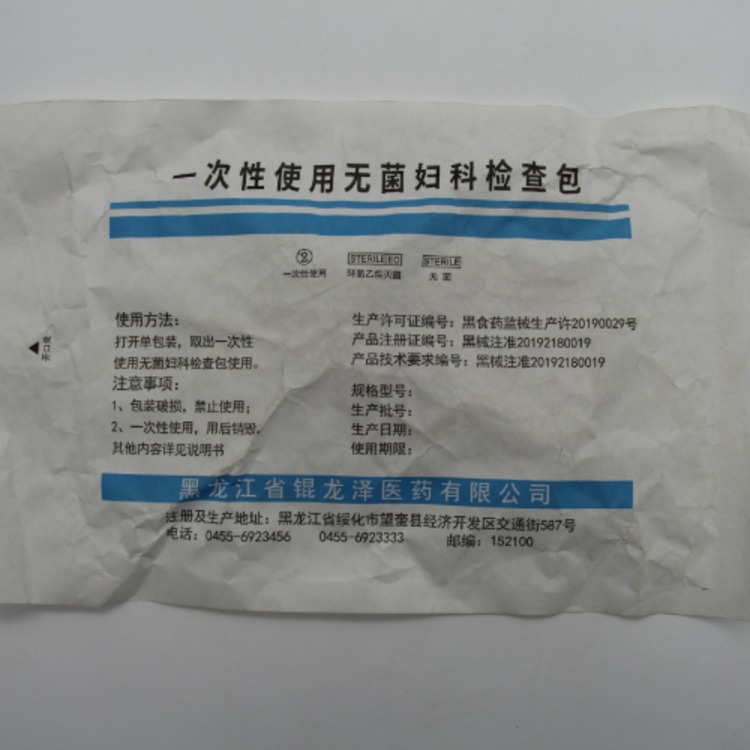 一次性使用无菌妇科检查包
②
STERILE EO
STERILE
一次性使用
环氧乙烷灭菌
无菌
开口处
使用方法：
打开单包装，取出一次性
使用无菌妇科检查包使用。
注意事项：
1、包装破损，禁止使用；
2、一次性使用，用后销毁。
其他内容详见说明书
生产许可证编号：黑食药监械生产许20190029号
产品注册证编号：黑械注准20192180019
产品技术要求编号：黑械注准20192180019
规格型号：
生产批号：
生产日期：
使用期限：
黑龙江省锟龙泽医药有限公司
注册及生产地址：黑龙江省绥化市望奎县经济开发区交通街587号
电话：0455-6923456 0455-6923333 邮编：152100